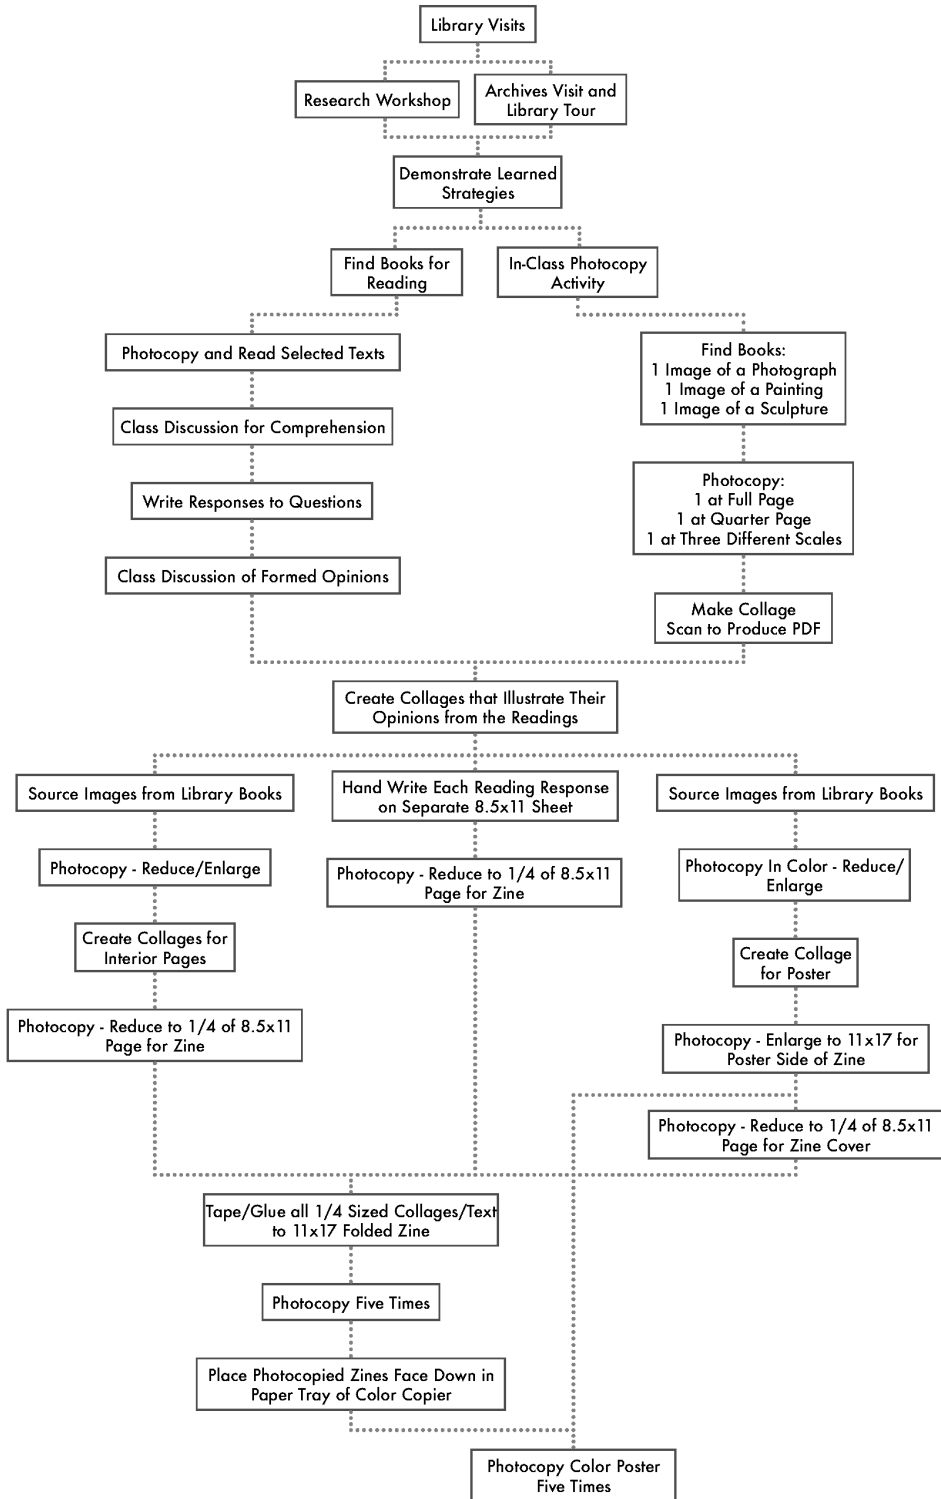 Library Visits
Research Workshop
Archives Visit and
Library Tour
Demonstrate Learned
Strategies
Find Books for
Reading
In-Class Photocopy
Activity
Photocopy and Read Selected Texts
Class Discussion for Comprehension
Write Responses to Questions
Class Discussion of Formed Opinions
Find Books:
1 Image of a Photograph
1 Image of a Painting
1 Image of a Sculpture
Photocopy:
1 at Full Page
1 at Quarter Page
1 at Three Different Scales
Make Collage
Scan to Produce PDF
Create Collages that Illustrate Their
Opinions from the Readings
Source Images from Library Books
Photocopy - Reduce/Enlarge
Create Collages for
Interior Pages
Photocopy - Reduce to 1/4 of 8.5x11
Page for Zine
Hand Write Each Reading Response
on Separate 8.5x11 Sheet
Photocopy - Reduce to 1/4 of 8.5x11
Page for Zine
Source Images from Library Books
Photocopy In Color - Reduce/
Enlarge
Create Collage
for Poster
Photocopy - Enlarge to 11x17 for
Poster Side of Zine
Photocopy - Reduce to 1/4 of 8.5x11
Page for Zine Cover
Tape/Glue all 1/4 Sized Collages/Text
to 11x17 Folded Zine
Photocopy Five Times
Place Photocopied Zines Face Down in
Paper Tray of Color Copier
Photocopy Color Poster
Five Times